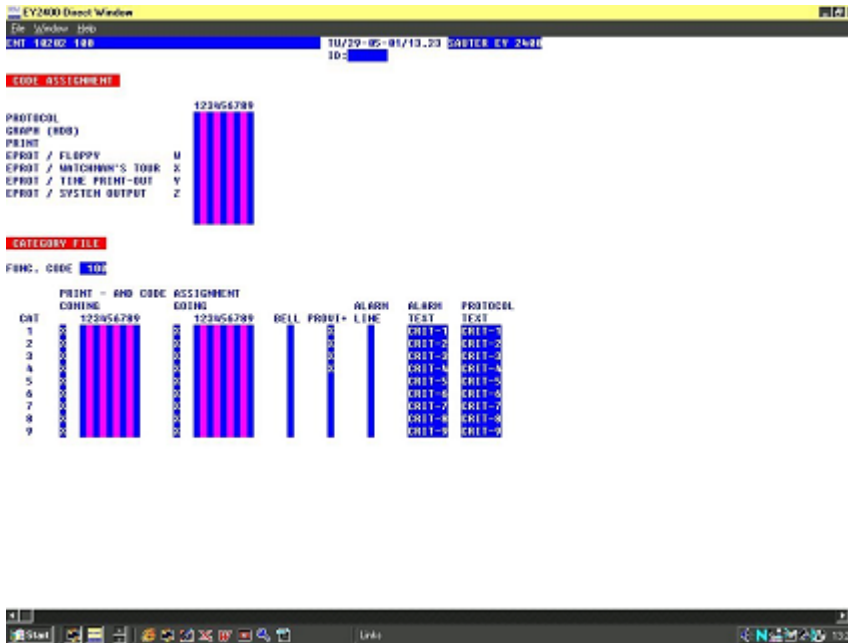 EY2400 Direct Window
File Window Help
ENT 10202 100 TU/29-05-01/13.23 SAUTER EY 2400
ID:
CODE ASSIGNMENT
123456789
PROTOCOL
GRAPH (HDB)
PRINT
EPROT / FLOPPY W
EPROT / WATCHMAN'S TOUR X
EPROT / TIME PRINT-OUT Y
EPROT / SYSTEM OUTPUT Z
CATEGORY FILE
FUNC. CODE 100
PRINT - AND CODE ASSIGNMENT
COMING GOING ALARM ALARM PROTOCOL
CAT 123456789 123456789 BELL PROVI+ LINE TEXT TEXT
1 X X X CRIT-1 CRIT-1
2 X X X CRIT-2 CRIT-2
3 X X X CRIT-3 CRIT-3
4 X X X CRIT-4 CRIT-4
5 X X CRIT-5 CRIT-5
6 X X CRIT-6 CRIT-6
7 X X CRIT-7 CRIT-7
8 X X CRIT-8 CRIT-8
9 X X CRIT-9 CRIT-9
Start Links